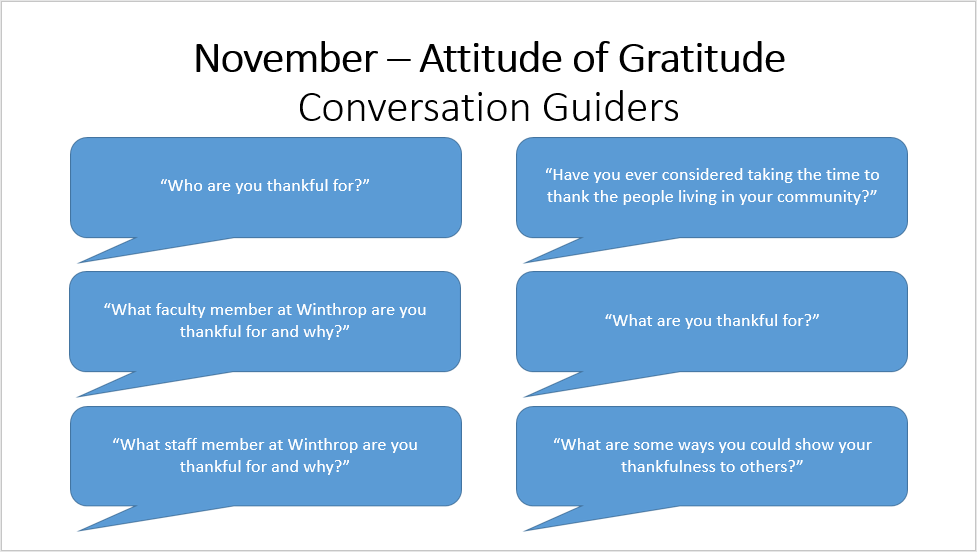 November – Attitude of Gratitude
Conversation Guiders
“Who are you thankful for?”
“Have you ever considered taking the time to
thank the people living in your community?”
“What faculty member at Winthrop are you
thankful for and why?”
“What are you thankful for?”
“What staff member at Winthrop are you
thankful for and why?”
“What are some ways you could show your
thankfulness to others?”